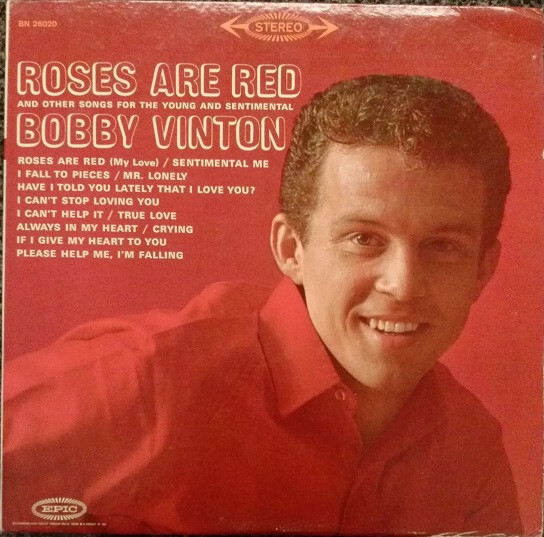 BN 26020
STEREO
ROSES ARE RED
AND OTHER SONGS FOR THE YOUNG AND SENTIMENTAL
BOBBY VINTON
ROSES ARE RED (My Love) / SENTIMENTAL ME
I FALL TO PIECES / MR. LONELY
HAVE I TOLD YOU LATELY THAT I LOVE YOU?
I CAN'T STOP LOVING YOU
I CAN'T HELP IT / TRUE LOVE
ALWAYS IN MY HEART / CRYING
IF I GIVE MY HEART TO YOU
PLEASE HELP ME, I'M FALLING
EPIC